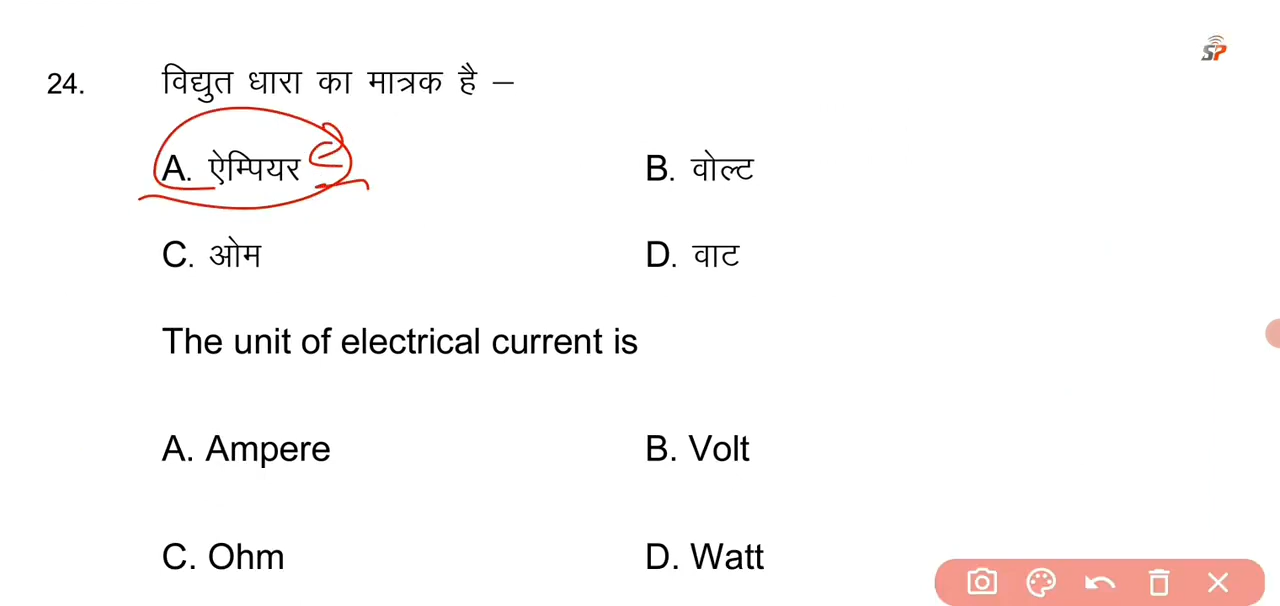 24. विद्युत धारा का मात्रक है –
A. ऐम्पियर B. वोल्ट
C. ओम D. वाट
The unit of electrical current is
A. Ampere B. Volt
C. Ohm D. Watt
SP